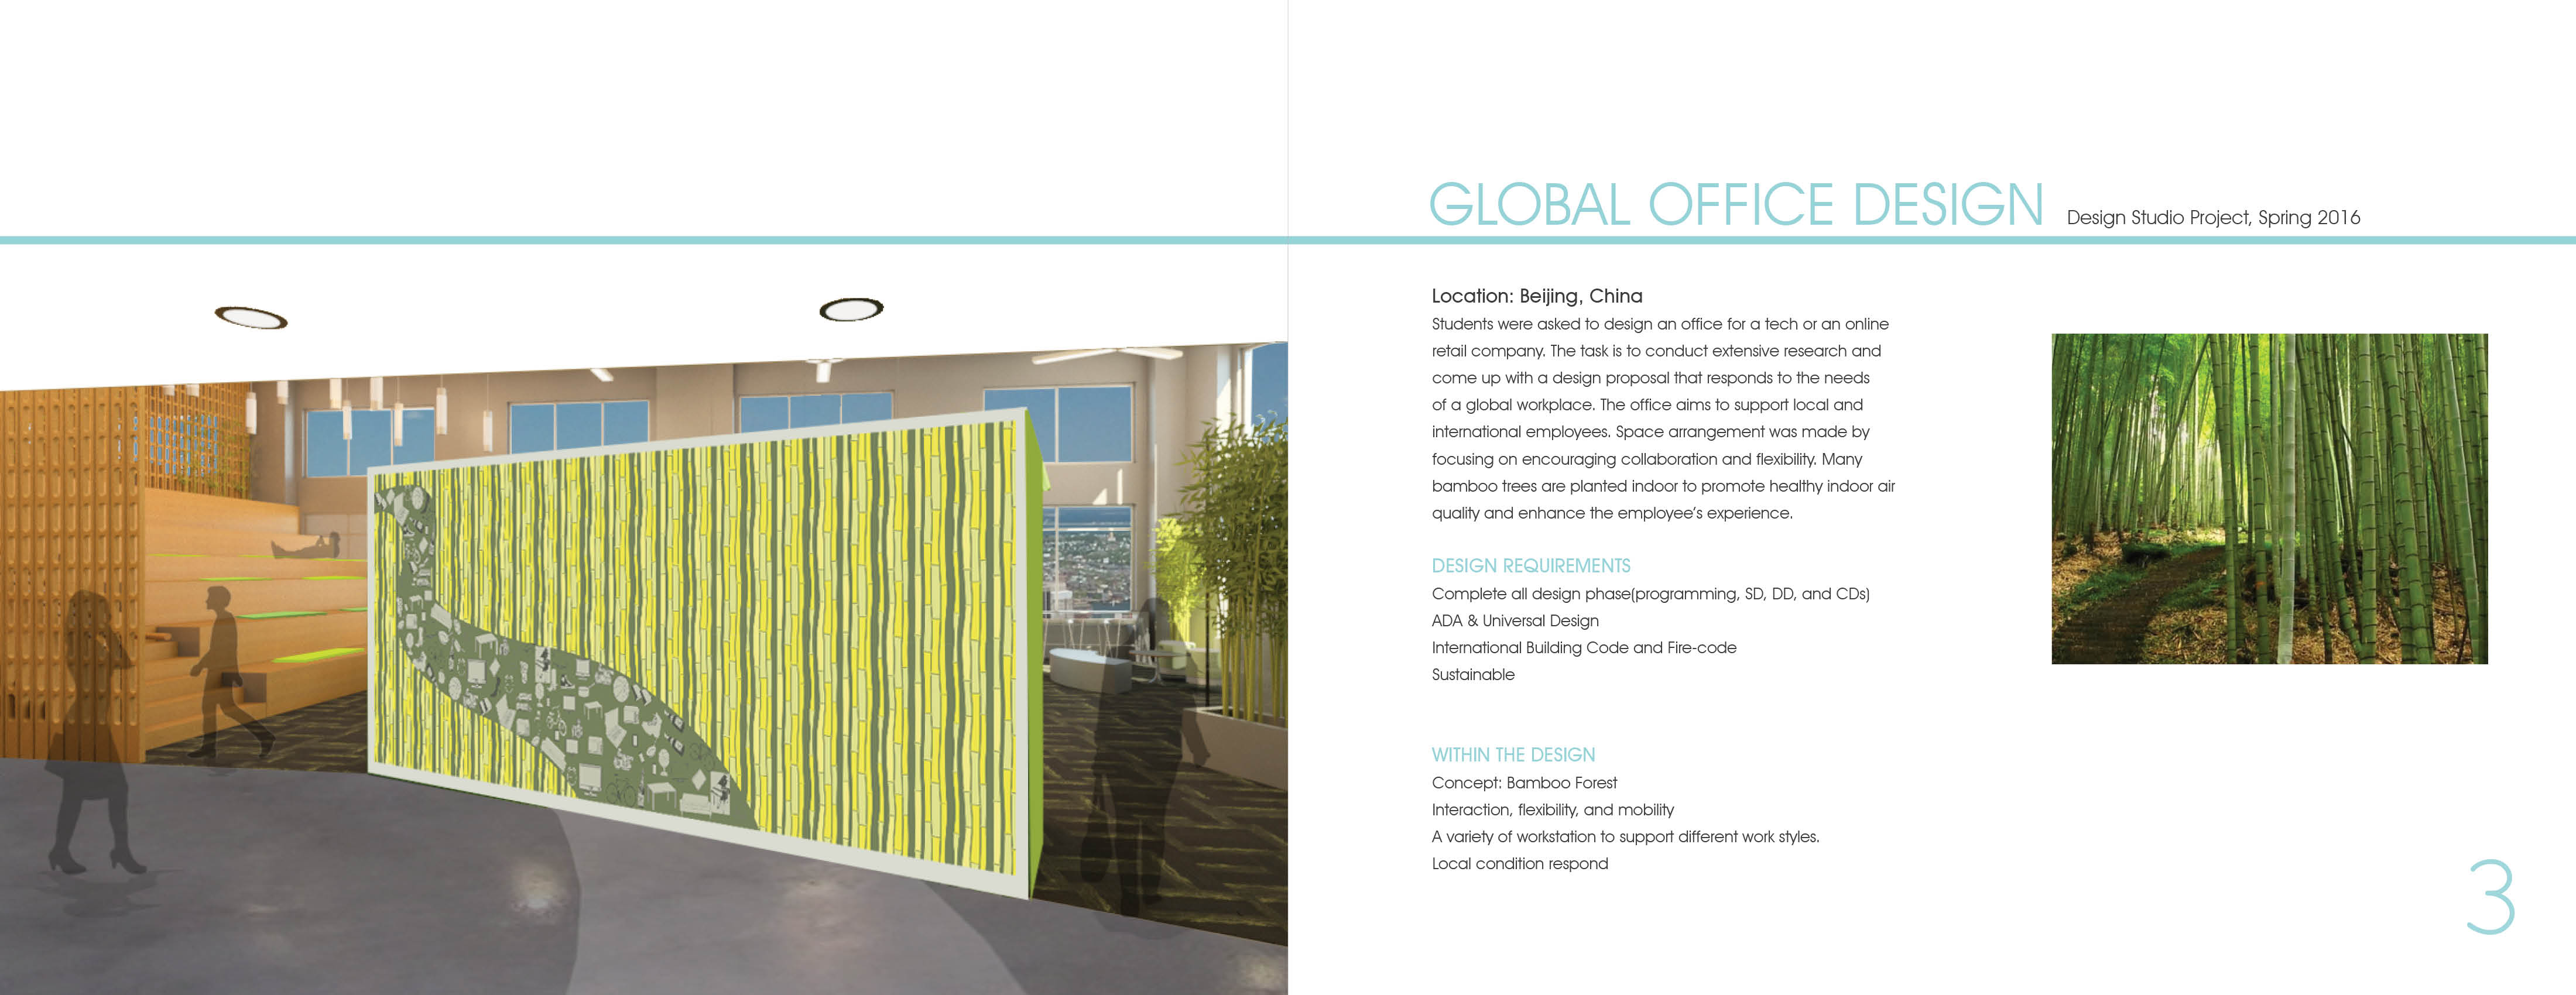 GLOBAL OFFICE DESIGN Design Studio Project, Spring 2016
Location: Beijing, China
Students were asked to design an office for a tech or an online
retail company. The task is to conduct extensive research and
come up with a design proposal that responds to the needs
of a global workplace. The office aims to support local and
international employees. Space arrangement was made by
focusing on encouraging collaboration and flexibility. Many
bamboo trees are planted indoor to promote healthy indoor air
quality and enhance the employee's experience.
DESIGN REQUIREMENTS
Complete all design phase(programming, SD, DD, and CDs)
ADA & Universal Design
International Building Code and Fire-code
Sustainable
WITHIN THE DESIGN
Concept: Bamboo Forest
Interaction, flexibility, and mobility
A variety of workstation to support different work styles.
Local condition respond
3